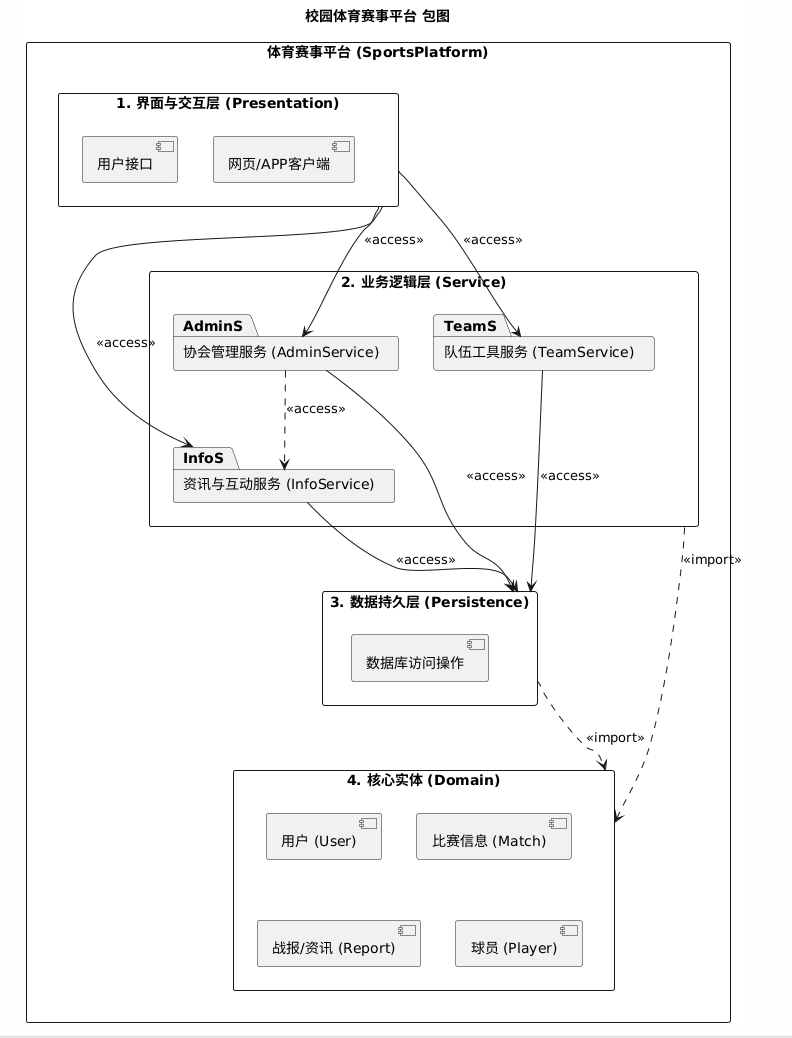 校园体育赛事平台 包图
体育赛事平台 (SportsPlatform)
1. 界面与交互层 (Presentation)
用户接口
网页/APP客户端
«access»
«access»
«access»
2. 业务逻辑层 (Service)
AdminS
协会管理服务 (AdminService)
TeamS
队伍工具服务 (TeamService)
«access»
InfoS
资讯与互动服务 (InfoService)
«access»
«access»
«access»
«import»
3. 数据持久层 (Persistence)
数据库访问操作
«import»
4. 核心实体 (Domain)
用户 (User)
比赛信息 (Match)
战报/资讯 (Report)
球员 (Player)